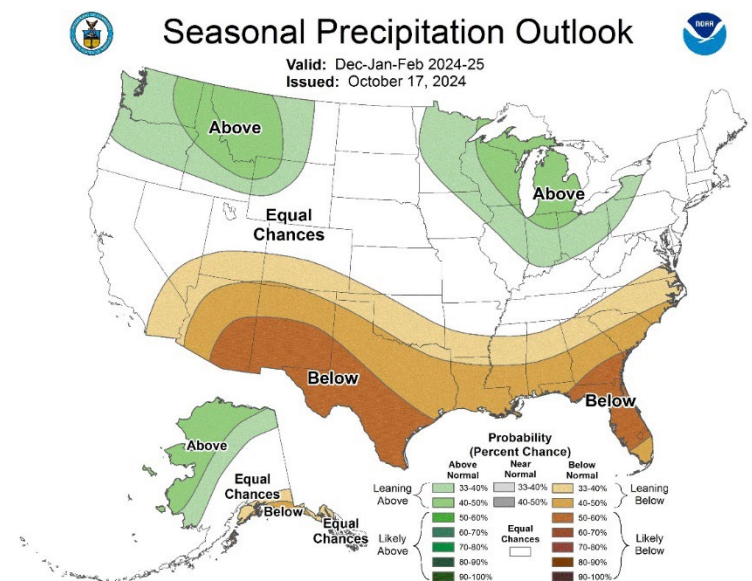 Seasonal Precipitation Outlook
NOAA
Valid: Dec-Jan-Feb 2024-25
Issued: October 17, 2024
Above
Above
Equal
Chances
Below
Below
Above
Equal
Chances
Below
Equal
Chances
Probability
(Percent Chance)
Above Normal
Near Normal
Below Normal
Leaning Above
33-40% 33-40% 33-40%
40-50% 40-50% 40-50%
Leaning Below
Likely Above
50-60% 50-60%
60-70% 60-70%
70-80% 70-80%
80-90% 80-90%
90-100% 90-100%
Equal Chances
Likely Below